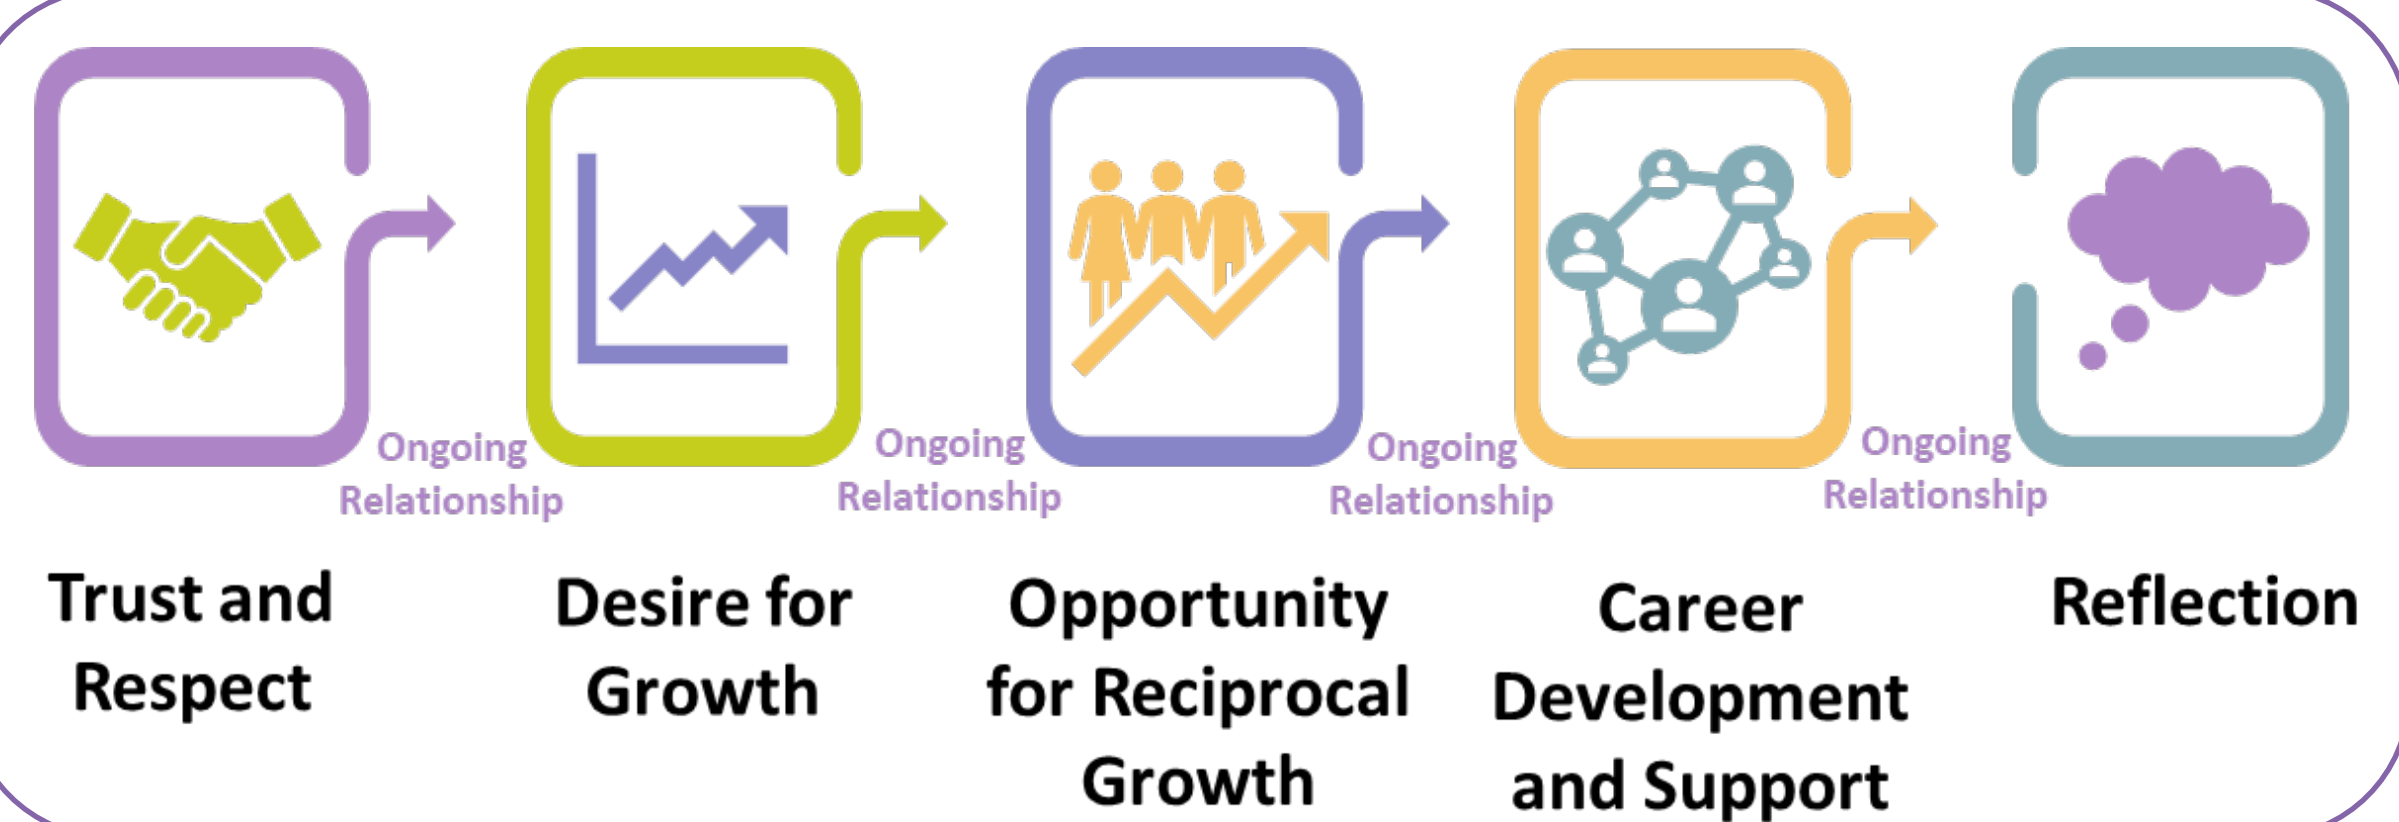 Ongoing
Relationship
Ongoing
Relationship
Ongoing
Relationship
Ongoing
Relationship
Trust and
Respect
Desire for
Growth
Opportunity
for Reciprocal
Growth
Career
Development
and Support
Reflection